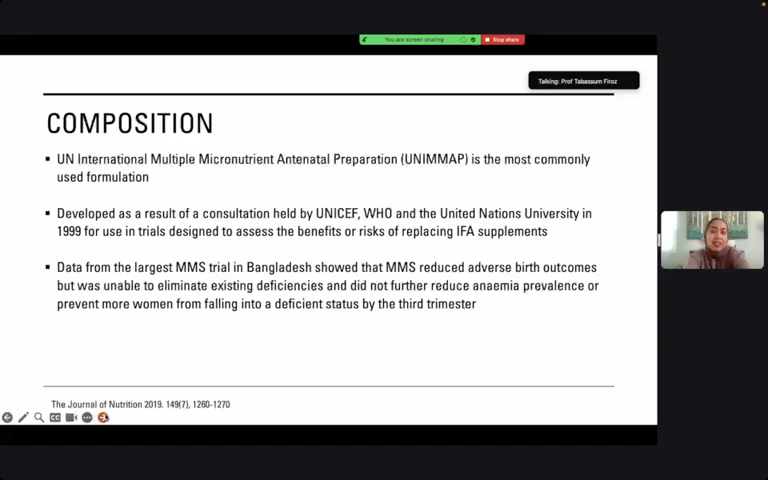 You are screen sharing
Stop share
Talking: Prof Tabassum Firoz
COMPOSITION
▪ UN International Multiple Micronutrient Antenatal Preparation (UNIMMAP) is the most commonly
used formulation
▪ Developed as a result of a consultation held by UNICEF, WHO and the United Nations University in
1999 for use in trials designed to assess the benefits or risks of replacing IFA supplements
▪ Data from the largest MMS trial in Bangladesh showed that MMS reduced adverse birth outcomes
but was unable to eliminate existing deficiencies and did not further reduce anaemia prevalence or
prevent more women from falling into a deficient status by the third trimester
The Journal of Nutrition 2019. 149(7), 1260-1270
CC